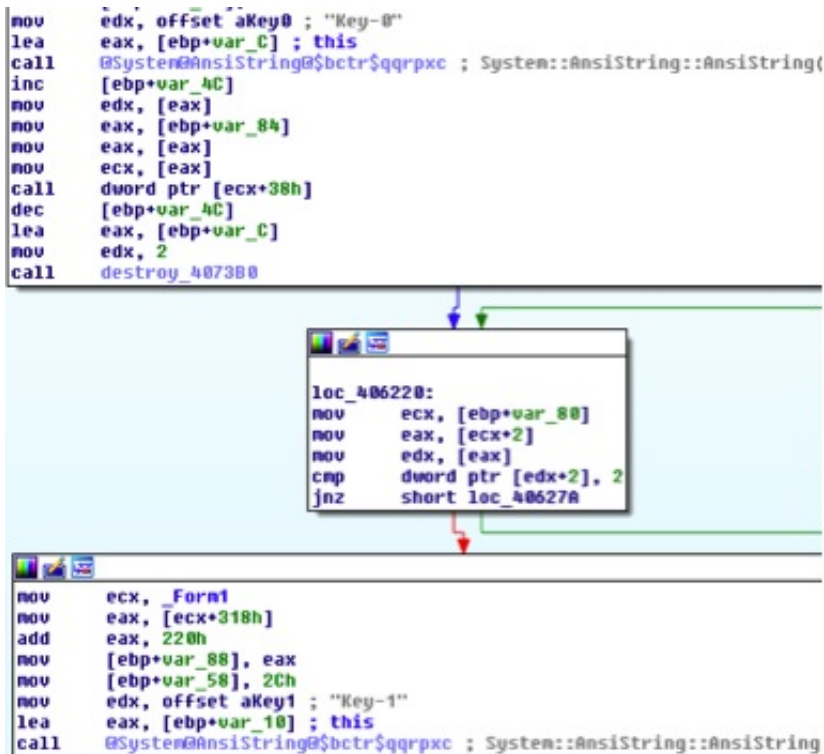 mov edx, offset aKey0 ; "Key-0"
lea eax, [ebp+var_C] ; this
call @System@AnsiString@$bctr$qqrpxc ; System::AnsiString::AnsiString(
inc [ebp+var_4C]
mov edx, [eax]
mov eax, [ebp+var_84]
mov eax, [eax]
mov ecx, [eax]
call dword ptr [ecx+38h]
dec [ebp+var_4C]
lea eax, [ebp+var_C]
mov edx, 2
call destroy_4073B0
loc_406220:
mov ecx, [ebp+var_80]
mov eax, [ecx+2]
mov edx, [eax]
cmp dword ptr [edx+2], 2
jnz short loc_40627A
mov ecx, _Form1
mov eax, [ecx+318h]
add eax, 220h
mov [ebp+var_88], eax
mov [ebp+var_58], 2Ch
mov edx, offset aKey1 ; "Key-1"
lea eax, [ebp+var_10] ; this
call @System@AnsiString@$bctr$qqrpxc ; System::AnsiString::AnsiString